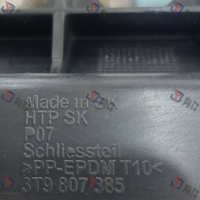 Made in SK
HTP SK
P07
Schliessteil
>PP-EPDM T10<
3T9 807 385